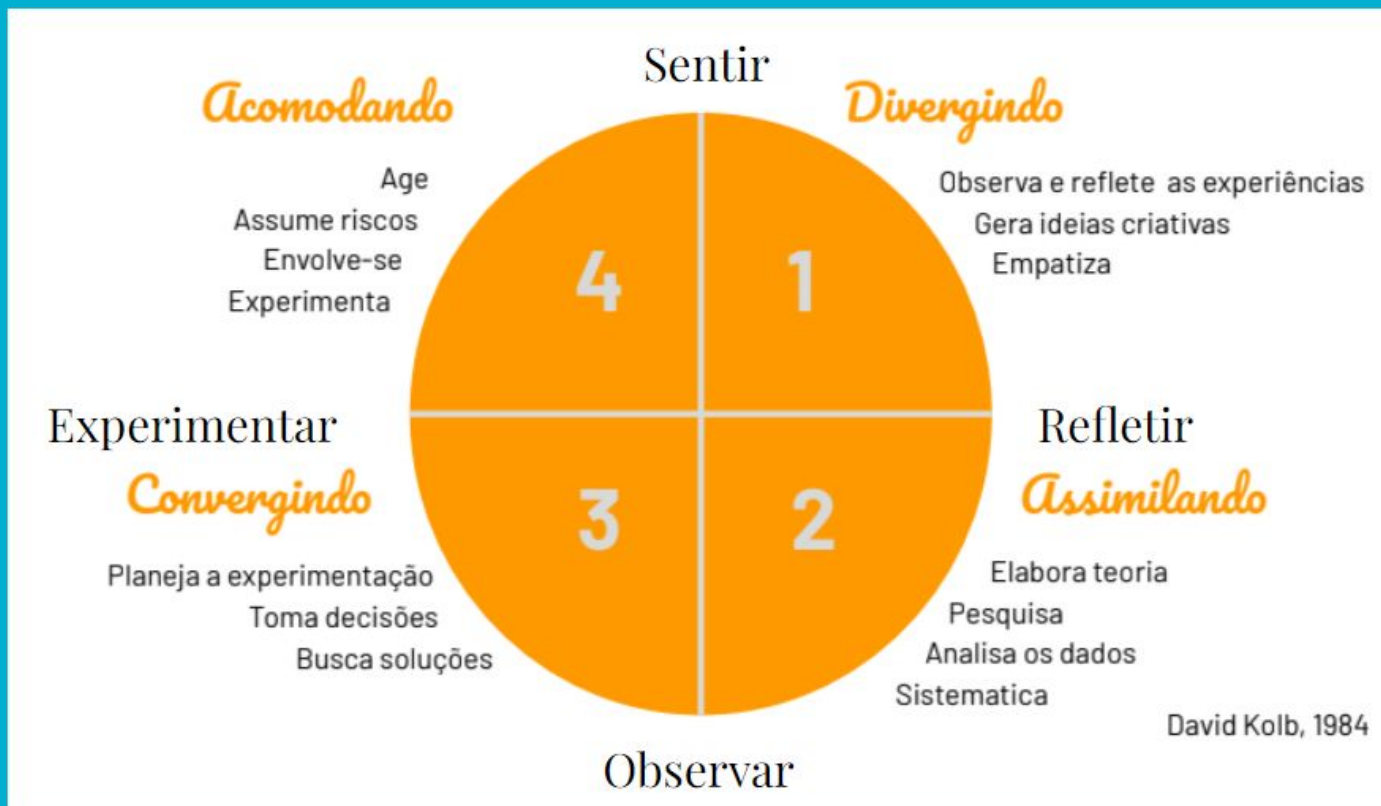 Sentir
Acomodando
Age
Assume riscos
Envolve-se
Experimenta
4
Divergindo
Observa e reflete as experiências
Gera ideias criativas
Empatiza
1
Experimentar
Convergindo
Planeja a experimentação
Toma decisões
Busca soluções
3
Refletir
Assimilando
Elabora teoria
Pesquisa
Analisa os dados
Sistematica
2
David Kolb, 1984
Observar